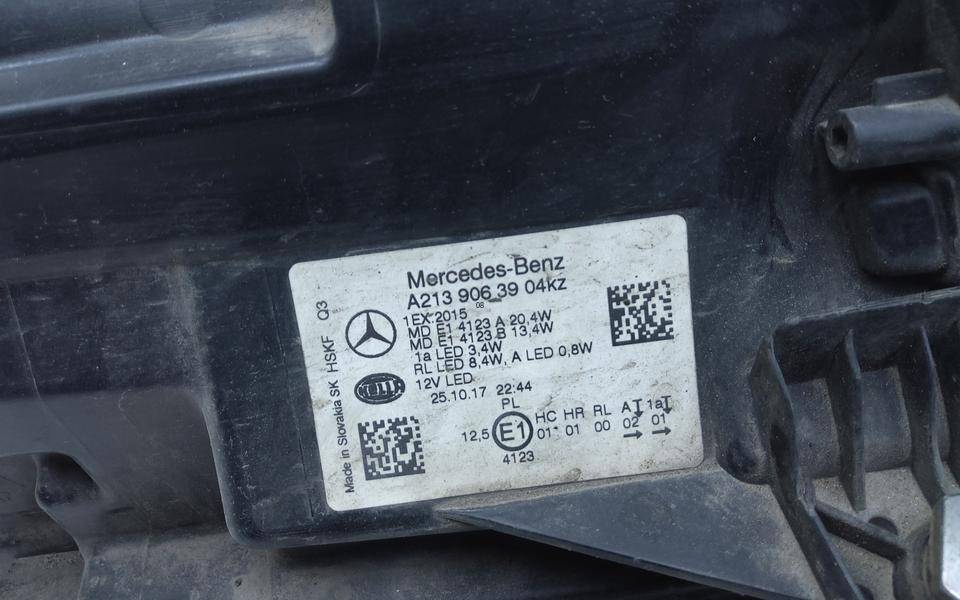 Mercedes-Benz
A213 906 39 04KZ
08
1EX 2015
MD E1 4123 A 20,4W
MD E1 4123 B 13,4W
1a LED 3,4W
RL LED 8,4W, A LED 0,8W
12V LED
25.10.17 22:44
HELLA
PL
HC HR RL A 1a
12,5 E1 01 01 00 02 01
4123
Made in Slovakia SK HSKF Q3